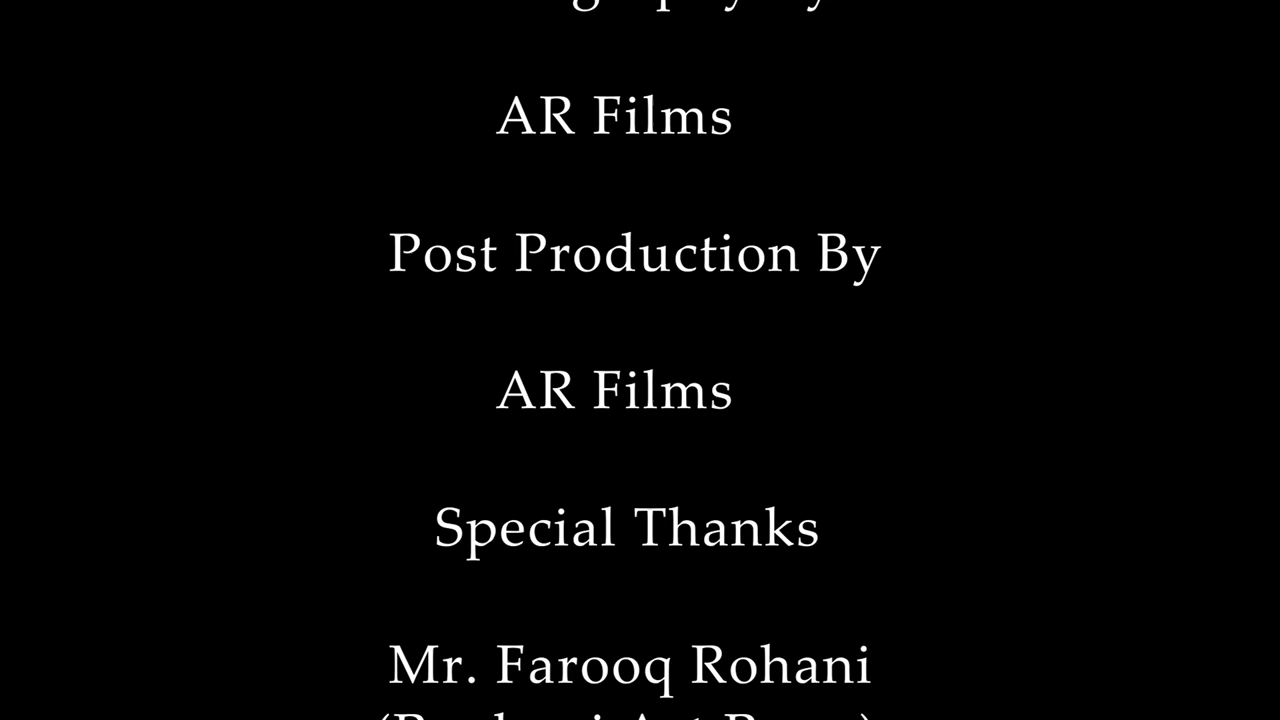 AR Films
Post Production By
AR Films
Special Thanks
Mr. Farooq Rohani